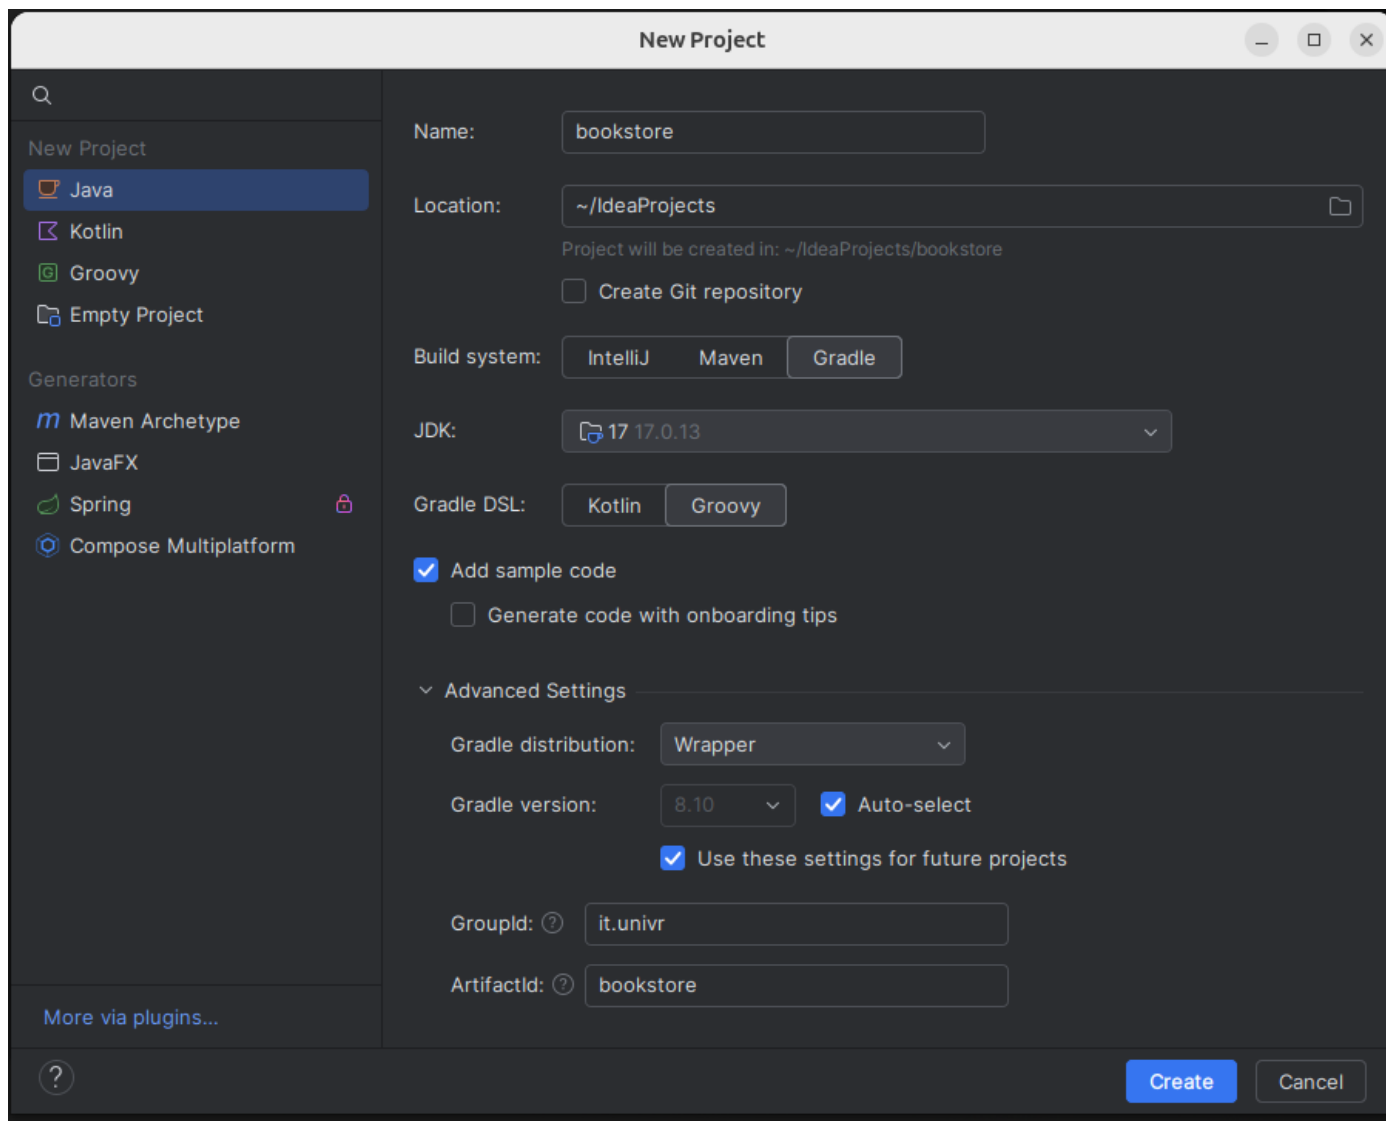 New Project
New Project
Java
Kotlin
Groovy
Empty Project
Generators
Maven Archetype
JavaFX
Spring
Compose Multiplatform
More via plugins...
Name: bookstore
Location: ~/IdeaProjects
Project will be created in: ~/IdeaProjects/bookstore
Create Git repository
Build system: IntelliJ Maven Gradle
JDK: 17 17.0.13
Gradle DSL: Kotlin Groovy
Add sample code
Generate code with onboarding tips
Advanced Settings
Gradle distribution: Wrapper
Gradle version: 8.10 Auto-select
Use these settings for future projects
GroupId: ? it.univr
ArtifactId: ? bookstore
? Create Cancel